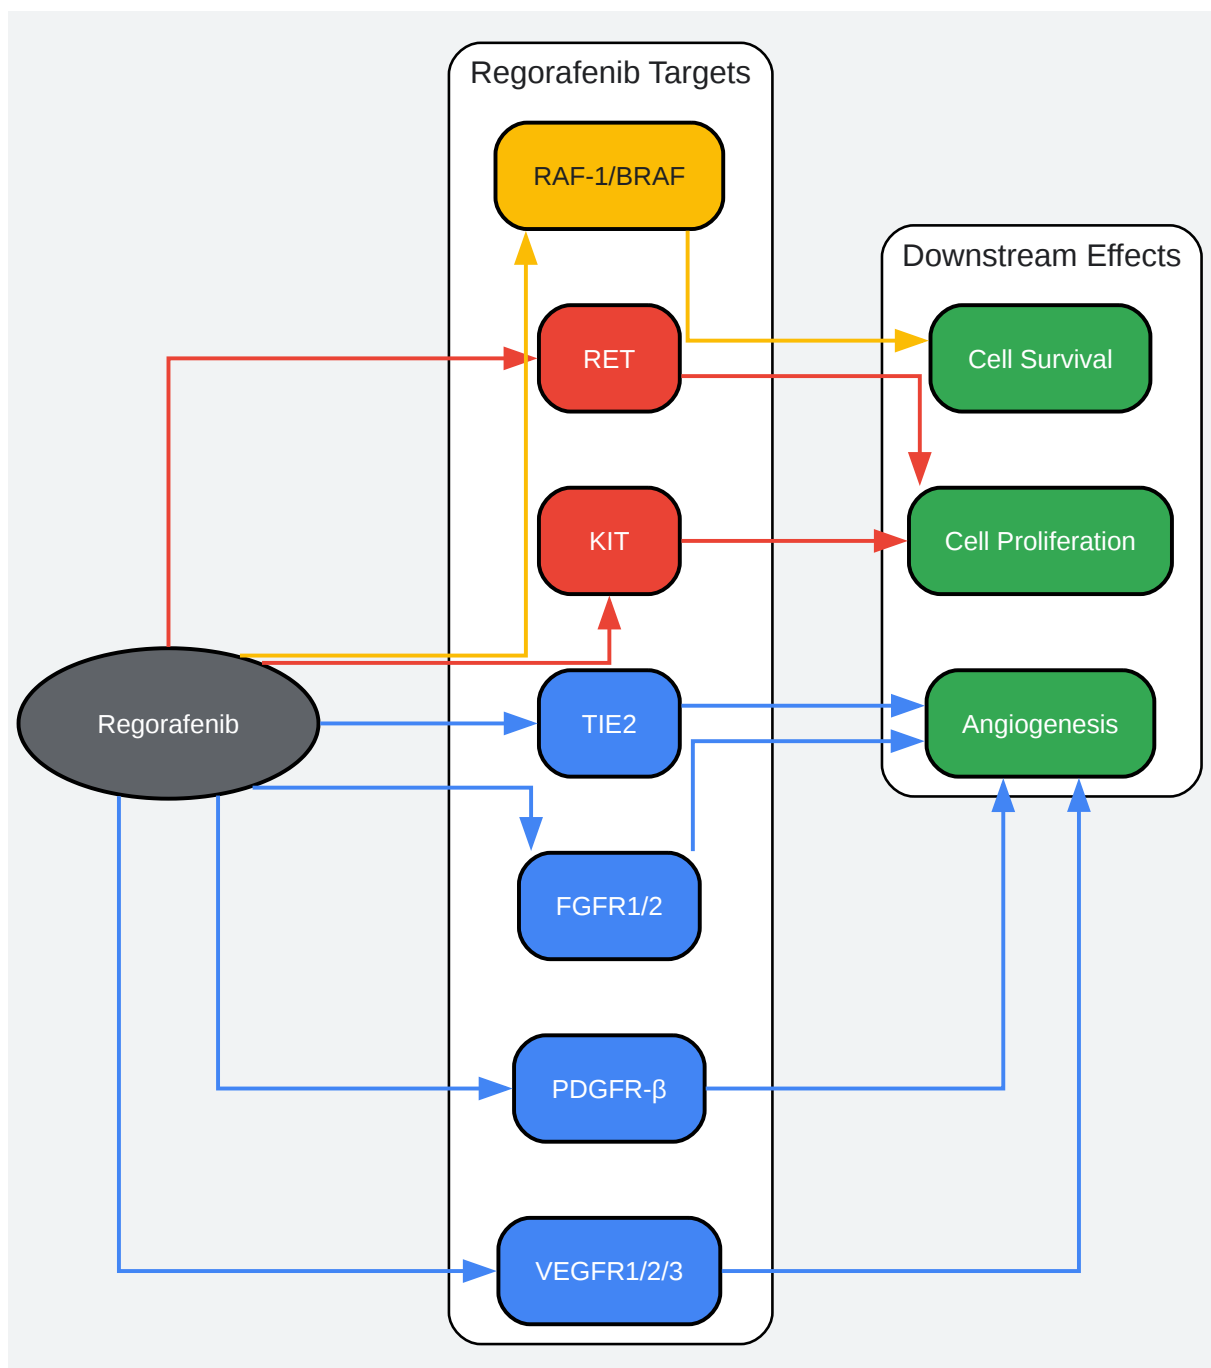 Regorafenib Targets
RAF-1/BRAF
Downstream Effects
RET
Cell Survival
KIT
Cell Proliferation
Regorafenib
TIE2
Angiogenesis
FGFR1/2
PDGFR-β
VEGFR1/2/3